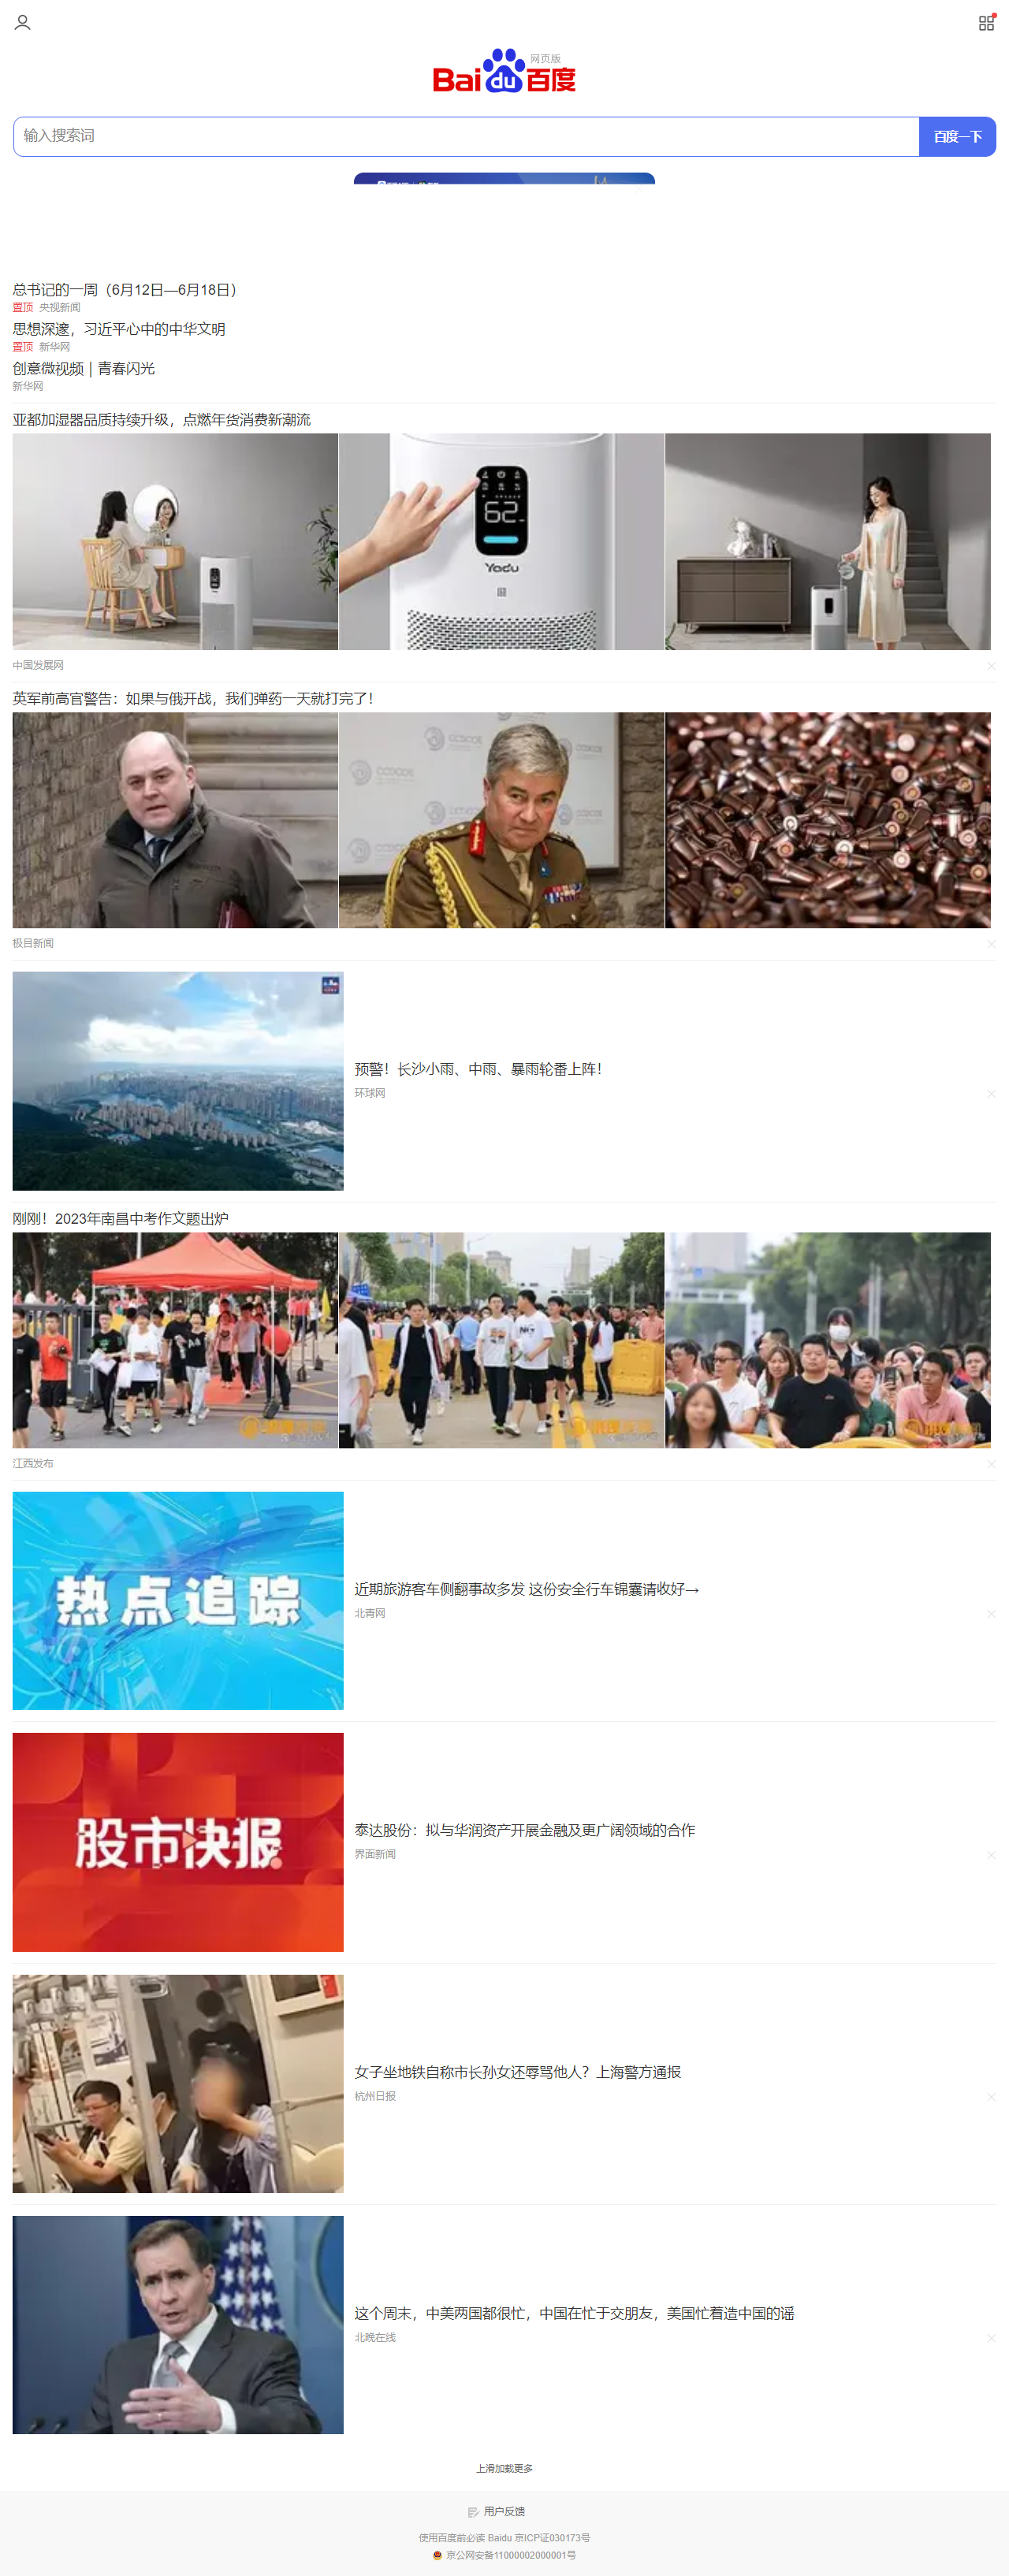 网页版
Bai du 百度
输入搜索词
百度一下
总书记的一周（6月12日—6月18日）
置顶 央视新闻
思想深邃，习近平心中的中华文明
置顶 新华网
创意微视频 | 青春闪光
新华网
亚都加湿器品质持续升级，点燃年货消费新潮流
62
Yadu
中国发展网
英军前高官警告：如果与俄开战，我们弹药一天就打完了！
CCDCOE
极目新闻
预警！长沙小雨、中雨、暴雨轮番上阵！
环球网
刚刚！2023年南昌中考作文题出炉
江西发布
热点追踪
近期旅游客车侧翻事故多发 这份安全行车锦囊请收好→
北青网
股市快报
泰达股份：拟与华润资产开展金融及更广阔领域的合作
界面新闻
女子坐地铁自称市长孙女还辱骂他人？上海警方通报
杭州日报
这个周末，中美两国都很忙，中国在忙于交朋友，美国忙着造中国的谣
北晚在线
上滑加载更多
用户反馈
使用百度前必读 Baidu 京ICP证030173号
京公网安备11000002000001号